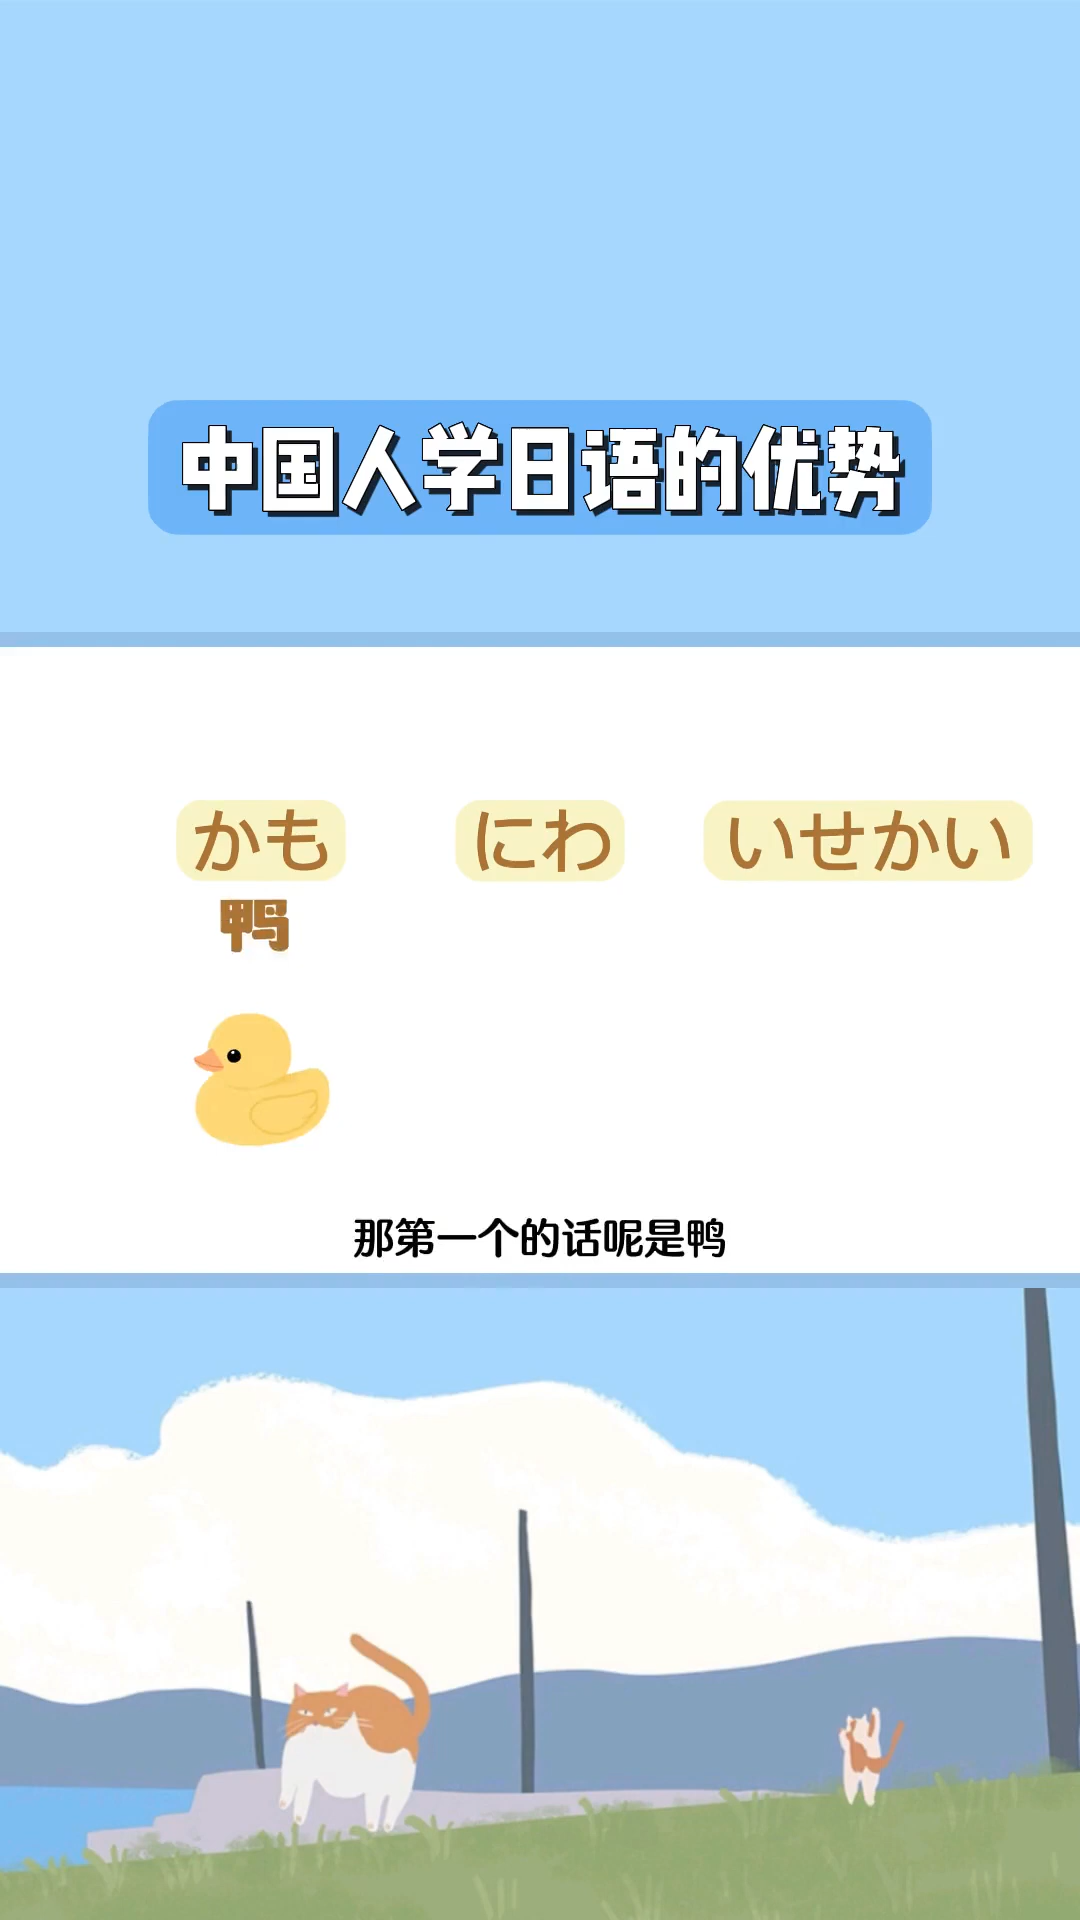 中国人学日语的优势
かも にわ いせかい
鸭
那第一个的话呢是鸭